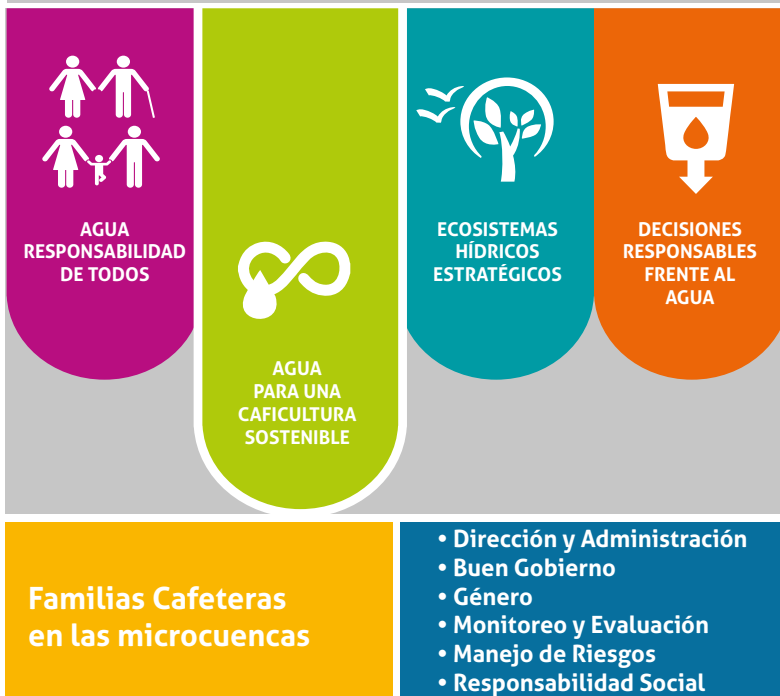 AGUA
RESPONSABILIDAD
DE TODOS
AGUA
PARA UNA
CAFICULTURA
SOSTENIBLE
ECOSISTEMAS
HÍDRICOS
ESTRATÉGICOS
DECISIONES
RESPONSABLES
FRENTE AL
AGUA
Familias Cafeteras
en las microcuencas
• Dirección y Administración
• Buen Gobierno
• Género
• Monitoreo y Evaluación
• Manejo de Riesgos
• Responsabilidad Social